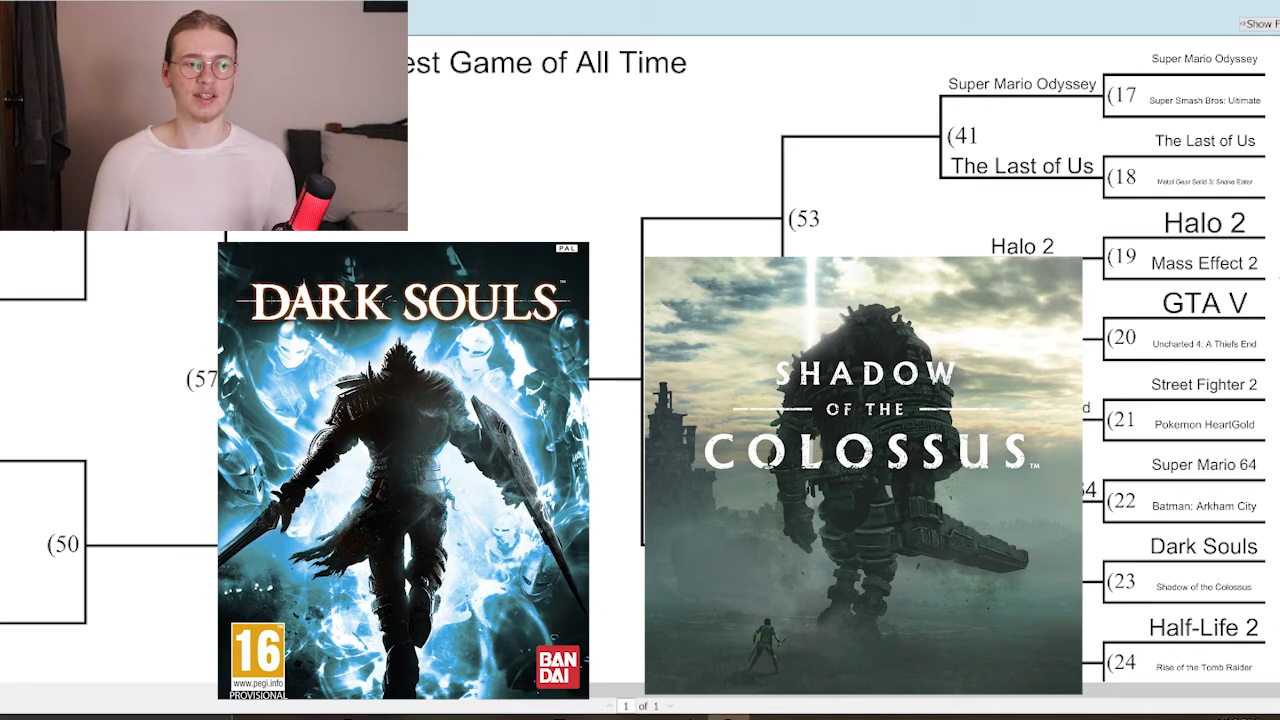 Show F
est Game of All Time
Super Mario Odyssey
Super Mario Odyssey
(17
Super Smash Bros: Ultimate
(41
The Last of Us
The Last of Us
(18
Metal Gear Solid 3: Snake Eater
(53
Halo 2
Halo 2
(19
Mass Effect 2
GTA V
(20
Uncharted 4: A Thiefs End
(57
Street Fighter 2
d
(21
Pokemon HeartGold
Super Mario 64
64
(22
Batman: Arkham City
Dark Souls
(50
(23
Shadow of the Colossus
Half-Life 2
(24
Rise of the Tomb Raider
PAL
DARK SOULS™
16
www.pegi.info
PROVISIONAL
BAN
DAI
SHADOW
OF THE
COLOSSUS™
1 of 1